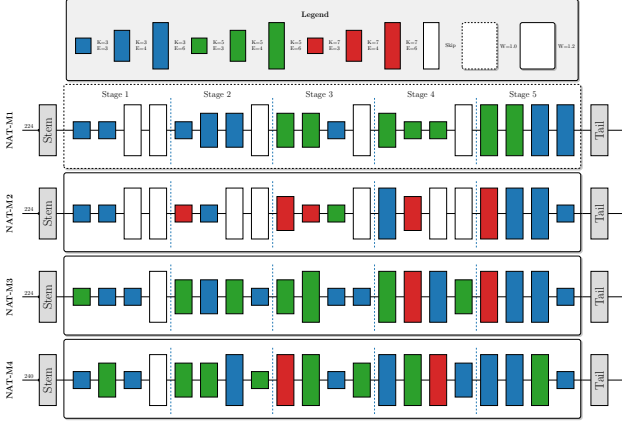 Legend
K=3 E=3
K=3 E=4
K=3 E=6
K=5 E=3
K=5 E=4
K=5 E=6
K=7 E=3
K=7 E=4
K=7 E=6
Skip
W=1.0
W=1.2
Stage 1 Stage 2 Stage 3 Stage 4 Stage 5
NAT-M1 224 Stem Tail
NAT-M2 224 Stem Tail
NAT-M3 224 Stem Tail
NAT-M4 240 Stem Tail